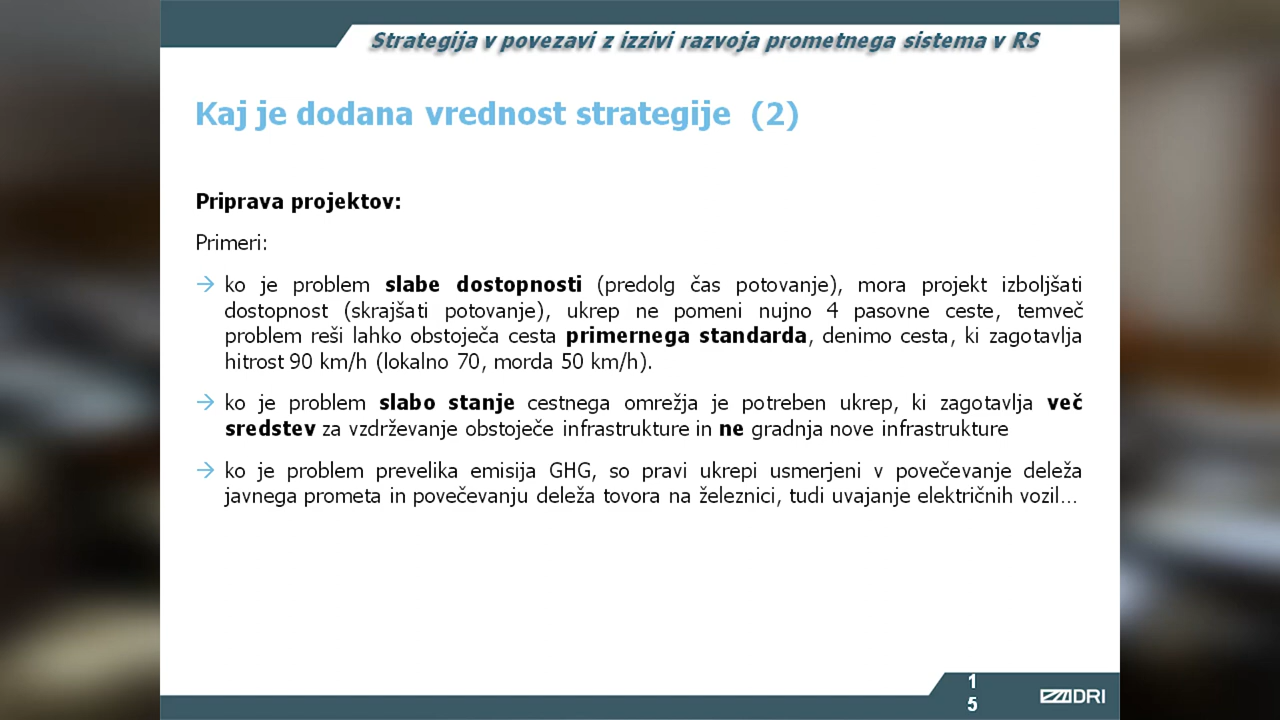 Strategija v povezavi z izzivi razvoja prometnega sistema v RS
Kaj je dodana vrednost strategije (2)
Priprava projektov:
Primeri:
→ ko je problem slabe dostopnosti (predolg čas potovanje), mora projekt izboljšati
dostopnost (skrajšati potovanje), ukrep ne pomeni nujno 4 pasovne ceste, temveč
problem reši lahko obstoječa cesta primernega standarda, denimo cesta, ki zagotavlja
hitrost 90 km/h (lokalno 70, morda 50 km/h).
→ ko je problem slabo stanje cestnega omrežja je potreben ukrep, ki zagotavlja več
sredstev za vzdrževanje obstoječe infrastrukture in ne gradnja nove infrastrukture
→ ko je problem prevelika emisija GHG, so pravi ukrepi usmerjeni v povečevanje deleža
javnega prometa in povečevanju deleža tovora na železnici, tudi uvajanje električnih vozil...
1
5
DRI